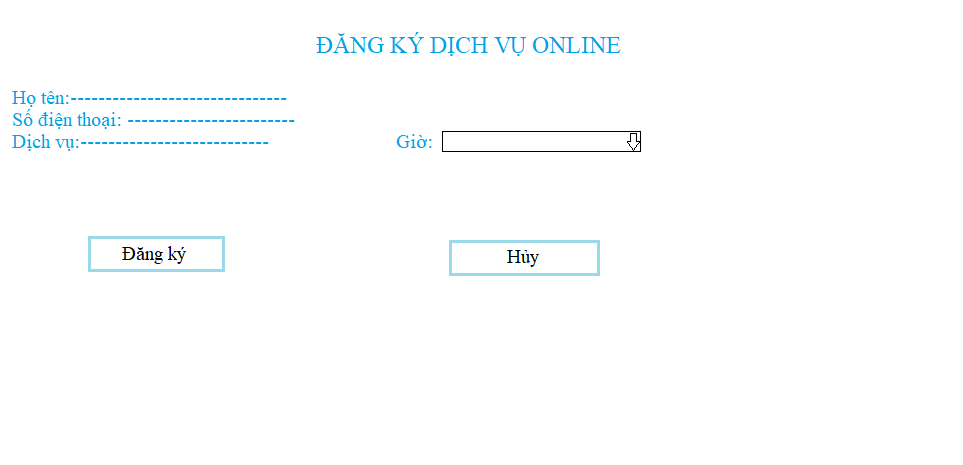 ĐĂNG KÝ DỊCH VỤ ONLINE
Họ tên:-------------------------------
Số điện thoại: ------------------------
Dịch vụ:--------------------------- Giờ:
Đăng ký Hủy